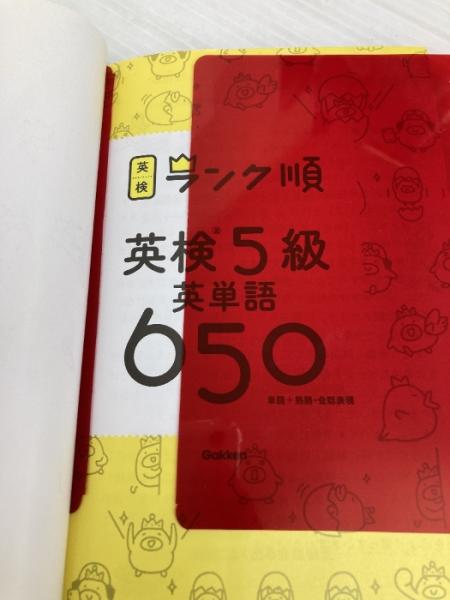 英検 ランク順
英検®5級
英単語
650
単語+熟語・会話表現
Gakken